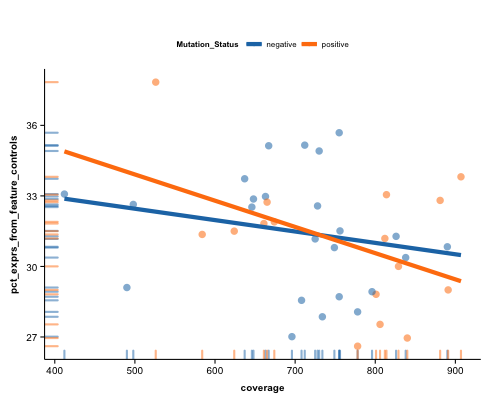 Mutation_Status negative positive
pct_exprs_from_feature_controls
36
33
30
27
400 500 600 700 800 900
coverage